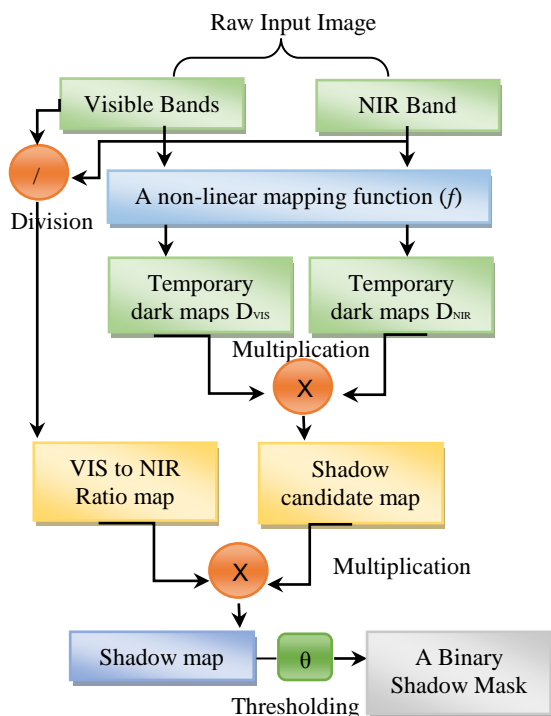 Raw Input Image
Visible Bands
NIR Band
/
Division
A non-linear mapping function (f)
Temporary
dark maps DVIS
Temporary
dark maps DNIR
Multiplication
X
VIS to NIR
Ratio map
Shadow
candidate map
X
Multiplication
Shadow map
θ
A Binary
Shadow Mask
Thresholding